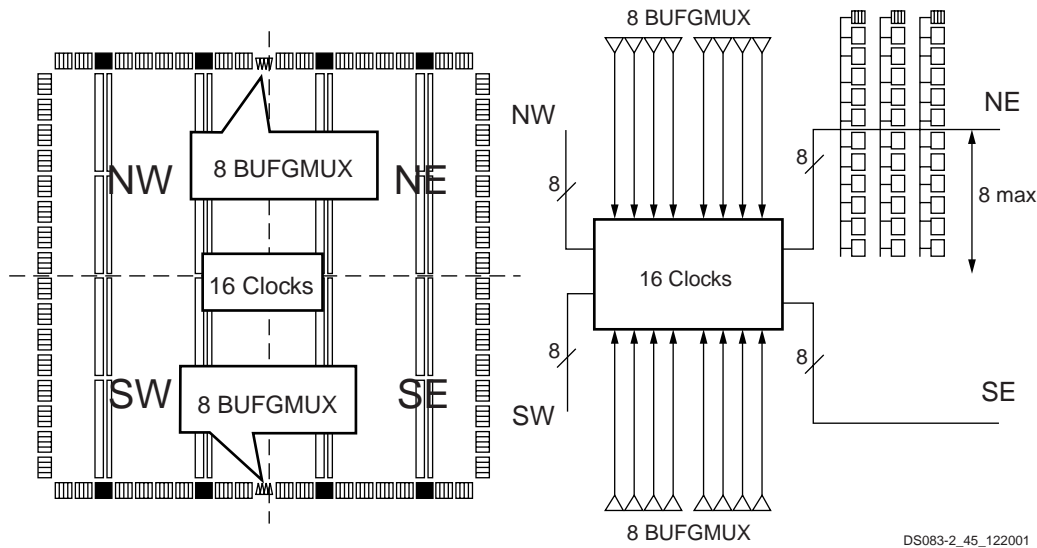 NW
NE
8 BUFGMUX
16 Clocks
SW
SE
8 BUFGMUX
8 BUFGMUX
NW
NE
8
8
8 max
16 Clocks
8
8
SW
SE
8 BUFGMUX
DS083-2_45_122001